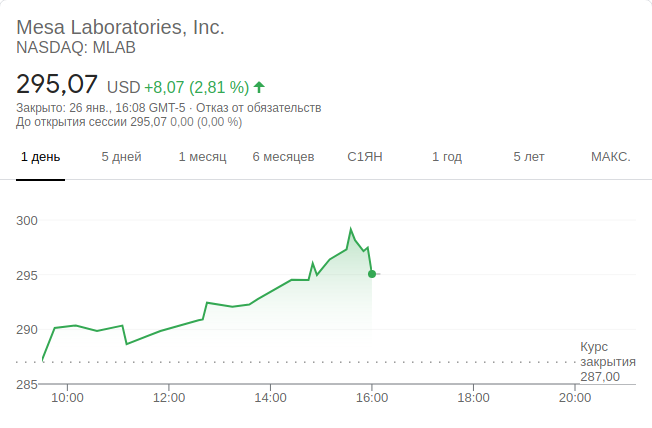 Mesa Laboratories, Inc.
NASDAQ: MLAB
295,07 USD +8,07 (2,81 %)
Закрыто: 26 янв., 16:08 GMT-5 · Отказ от обязательств
До открытия сессии 295,07 0,00 (0,00 %)
1 день 5 дней 1 месяц 6 месяцев С1ЯН 1 год 5 лет МАКС.
300
295
290
Курс
закрытия
287,00
285
10:00 12:00 14:00 16:00 18:00 20:00